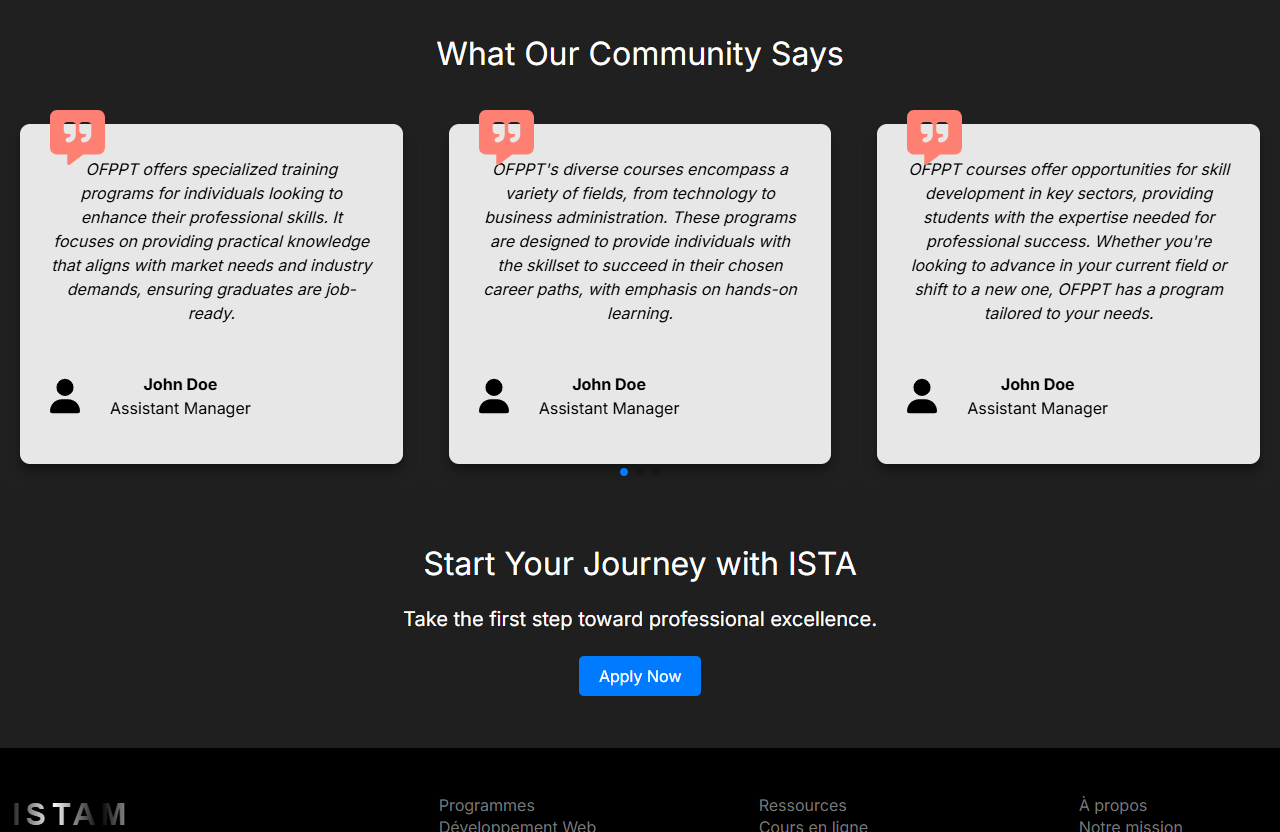 What Our Community Says
OFPPT offers specialized training
programs for individuals looking to
enhance their professional skills. It
focuses on providing practical knowledge
that aligns with market needs and industry
demands, ensuring graduates are job-
ready.
John Doe
Assistant Manager
OFPPT's diverse courses encompass a
variety of fields, from technology to
business administration. These programs
are designed to provide individuals with
the skillset to succeed in their chosen
career paths, with emphasis on hands-on
learning.
John Doe
Assistant Manager
OFPPT courses offer opportunities for skill
development in key sectors, providing
students with the expertise needed for
professional success. Whether you're
looking to advance in your current field or
shift to a new one, OFPPT has a program
tailored to your needs.
John Doe
Assistant Manager
Start Your Journey with ISTA
Take the first step toward professional excellence.
Apply Now
ISTAM
Programmes
Développement Web
Ressources
Cours en ligne
À propos
Notre mission